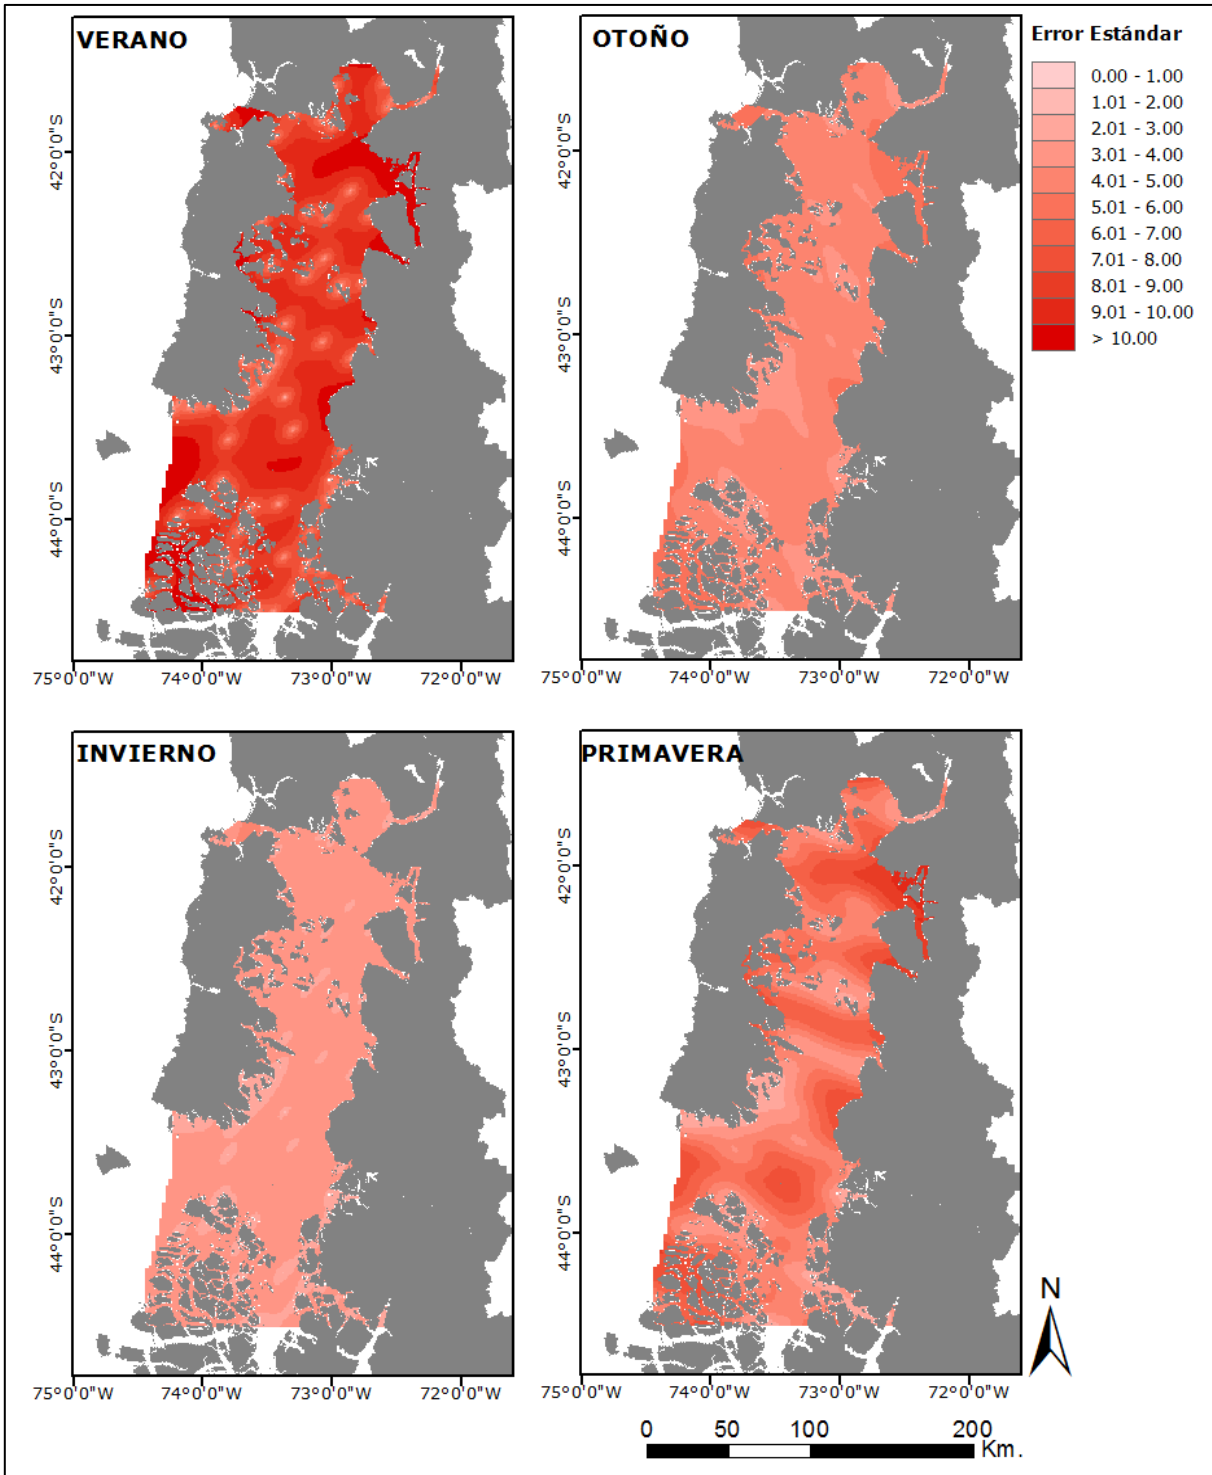 VERANO
OTOÑO
Error Estándar
0.00 - 1.00
1.01 - 2.00
2.01 - 3.00
3.01 - 4.00
4.01 - 5.00
5.01 - 6.00
6.01 - 7.00
7.01 - 8.00
8.01 - 9.00
9.01 - 10.00
> 10.00
42°0'0"S
43°0'0"S
44°0'0"S
75°0'0"W
74°0'0"W
73°0'0"W
72°0'0"W
42°0'0"S
43°0'0"S
44°0'0"S
75°0'0"W
74°0'0"W
73°0'0"W
72°0'0"W
INVIERNO
PRIMAVERA
42°0'0"S
43°0'0"S
44°0'0"S
75°0'0"W
74°0'0"W
73°0'0"W
72°0'0"W
42°0'0"S
43°0'0"S
44°0'0"S
75°0'0"W
74°0'0"W
73°0'0"W
72°0'0"W
N
0 50 100 200
Km.